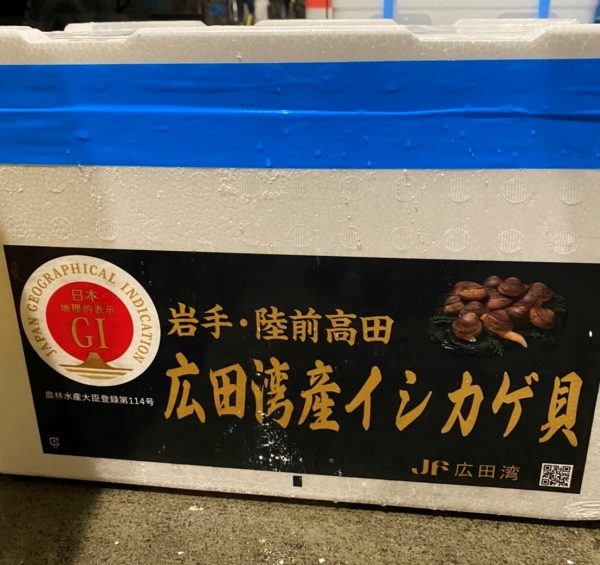 JAPAN GEOGRAPHICAL INDICATION
日本
地理的表示
GI
農林水産大臣登録第114号
岩手・陸前高田
広田湾産イシカゲ貝
JF広田湾